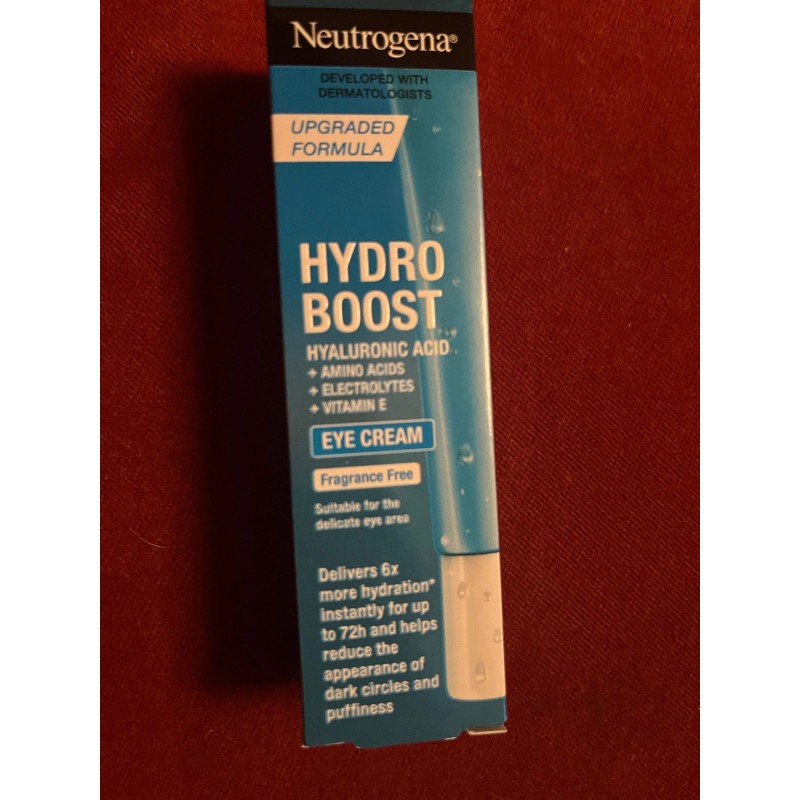 Neutrogena®
DEVELOPED WITH
DERMATOLOGISTS
UPGRADED
FORMULA
HYDRO
BOOST
HYALURONIC ACID
+ AMINO ACIDS
+ ELECTROLYTES
+ VITAMIN E
EYE CREAM
Fragrance Free
Suitable for the
delicate eye area
Delivers 6x
more hydration*
instantly for up
to 72h and helps
reduce the
appearance of
dark circles and
puffiness